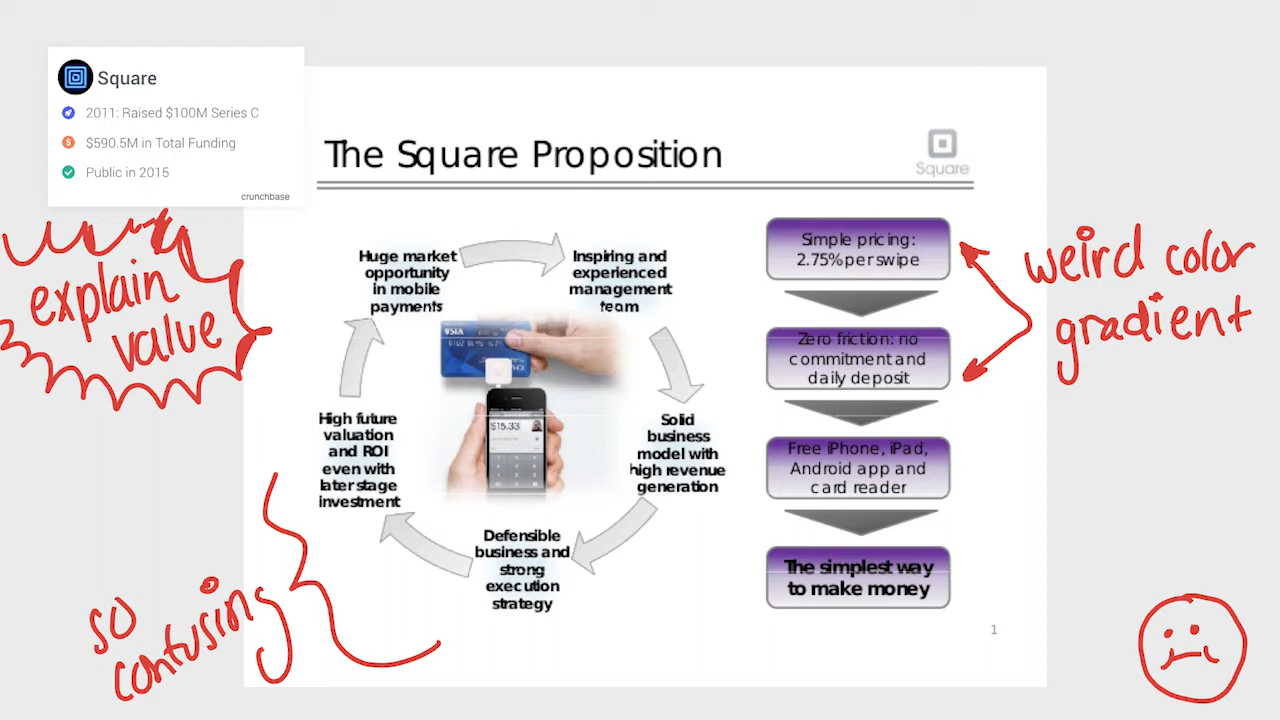 Square
2011: Raised $100M Series C
$590.5M in Total Funding
Public in 2015
crunchbase
The Square Proposition
Square
explain
value
Huge market
opportunity
in mobile
payments
Inspiring and
experienced
management
team
Solid
business
model with
high revenue
generation
Defensible
business and
strong
execution
strategy
High future
valuation
and ROI
even with
later stage
investment
VSIA
$15.33
Simple pricing:
2.75% per swipe
Zero friction: no
commitment and
daily deposit
Free iPhone, iPad,
Android app and
card reader
The simplest way
to make money
weird color
gradient
so
confusing
1